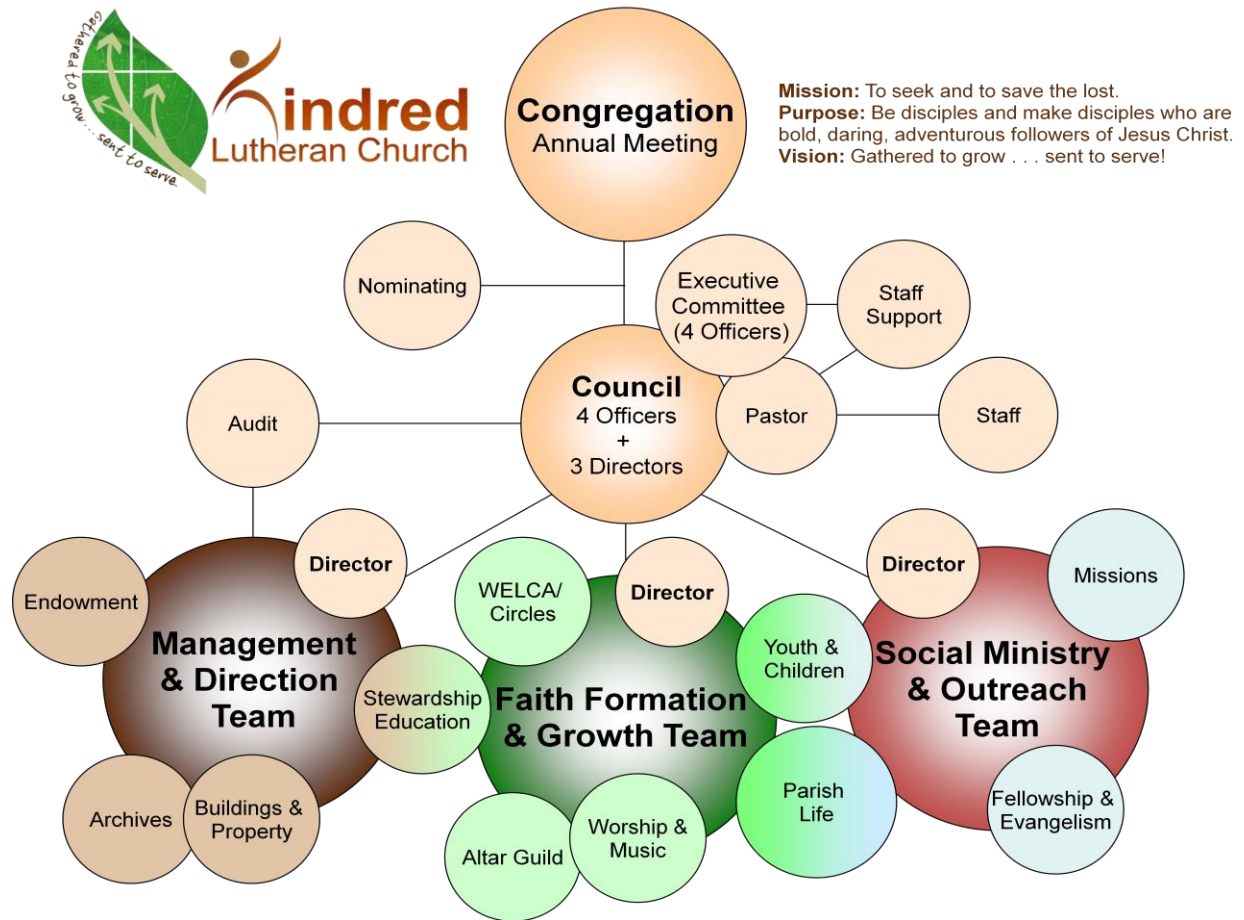 Gathered to grow . . . sent to serve.
Kindred
Lutheran Church
Congregation
Annual Meeting
Mission: To seek and to save the lost.
Purpose: Be disciples and make disciples who are
bold, daring, adventurous followers of Jesus Christ.
Vision: Gathered to grow . . . sent to serve!
Nominating
Executive
Committee
(4 Officers)
Staff
Support
Council
4 Officers
+
3 Directors
Pastor
Staff
Audit
Director
Endowment
Management
& Direction
Team
Archives
Buildings &
Property
Stewardship
Education
WELCA/
Circles
Director
Faith Formation
& Growth Team
Altar Guild
Worship &
Music
Youth &
Children
Parish
Life
Director
Missions
Social Ministry
& Outreach
Team
Fellowship &
Evangelism